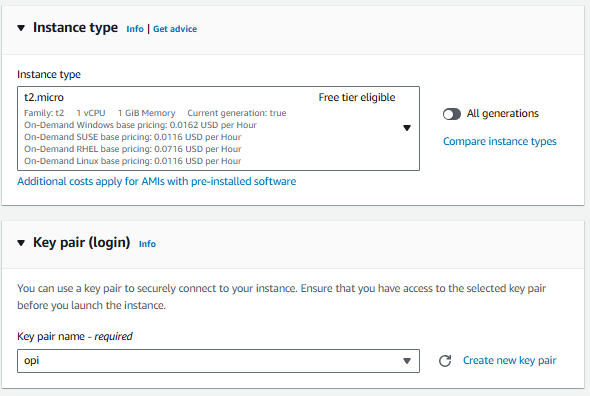 Instance type Info | Get advice
Instance type
t2.micro Free tier eligible
Family: t2 1 vCPU 1 GiB Memory Current generation: true
On-Demand Windows base pricing: 0.0162 USD per Hour
On-Demand SUSE base pricing: 0.0116 USD per Hour
On-Demand RHEL base pricing: 0.0716 USD per Hour
On-Demand Linux base pricing: 0.0116 USD per Hour
All generations
Compare instance types
Additional costs apply for AMIs with pre-installed software
Key pair (login) Info
You can use a key pair to securely connect to your instance. Ensure that you have access to the selected key pair
before you launch the instance.
Key pair name - required
opi
Create new key pair